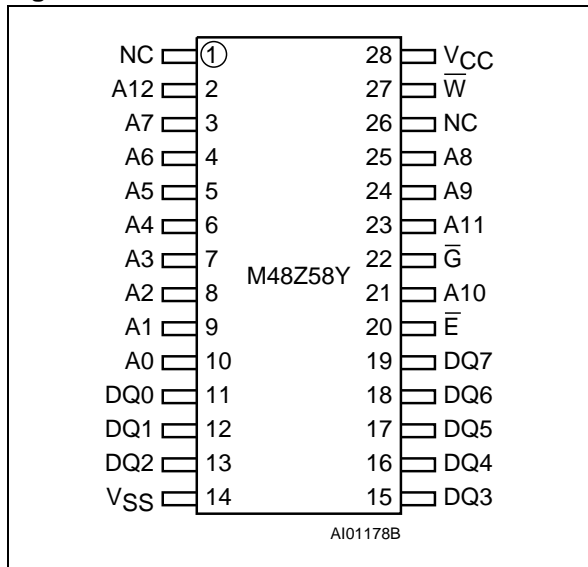 NC 1 28 VCC
A12 2 27 W̅
A7 3 26 NC
A6 4 25 A8
A5 5 24 A9
A4 6 23 A11
A3 7 22 G̅
M48Z58Y
A2 8 21 A10
A1 9 20 E̅
A0 10 19 DQ7
DQ0 11 18 DQ6
DQ1 12 17 DQ5
DQ2 13 16 DQ4
VSS 14 15 DQ3
AI01178B